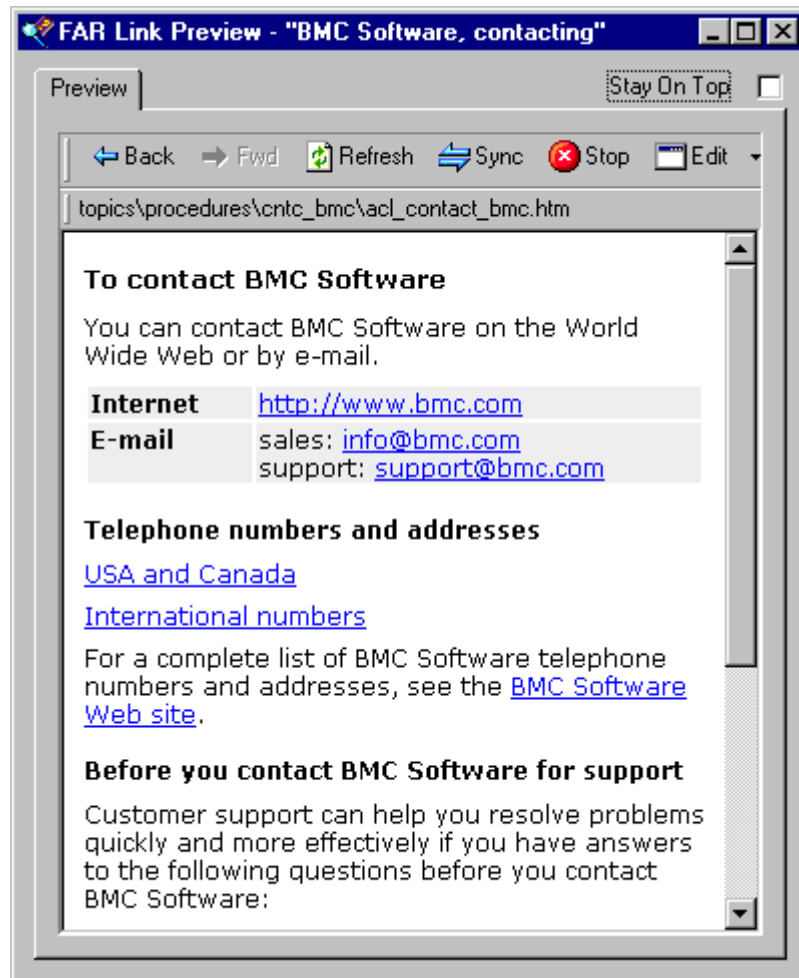 FAR Link Preview - "BMC Software, contacting"
Preview
Stay On Top
Back Fwd Refresh Sync Stop Edit
topics\procedures\cntc_bmc\acl_contact_bmc.htm
To contact BMC Software
You can contact BMC Software on the World
Wide Web or by e-mail.
Internet http://www.bmc.com
E-mail sales: info@bmc.com
support: support@bmc.com
Telephone numbers and addresses
USA and Canada
International numbers
For a complete list of BMC Software telephone
numbers and addresses, see the BMC Software
Web site.
Before you contact BMC Software for support
Customer support can help you resolve problems
quickly and more effectively if you have answers
to the following questions before you contact
BMC Software: